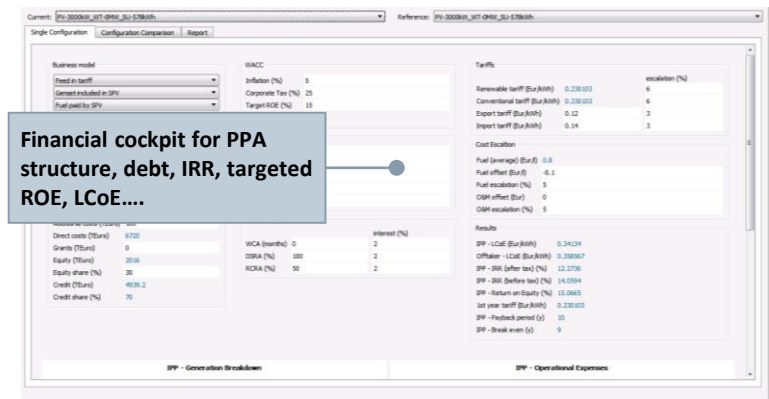 Current: PV-3000kW_WT-0MW_SU-578kWh Reference: PV-3000kW_WT-0MW_SU-578kWh
Single Configuration Configuration Comparison Report
Business model WACC Tariffs
Feed in tariff Inflation (%) 5 escalation (%)
Genset included in SPV Corporate Tax (%) 25 Renewable tariff (Eur/kWh) 0.230103 6
Fuel paid by SPV Target ROE (%) 15 Conventional tariff (Eur/kWh) 0.230103 6
Export tariff (Eur/kWh) 0.12 3
Import tariff (Eur/kWh) 0.14 3
Financial cockpit for PPA
structure, debt, IRR, targeted
ROE, LCoE....
Cost Escaltion
Fuel (average) (Eur/l) 0.8
Fuel offset (Eur/l) -0.1
Fuel escalation (%) 5
O&M offset (Eur) 0
O&M escalation (%) 5
Direct costs (TEuro) 6720
Grants (TEuro) 0
Equity (TEuro) 2016
Equity share (%) 30
Credit (TEuro) 4939.2
Credit share (%) 70
interest (%)
WCA (months) 0 2
DSRA (%) 100 2
RCRA (%) 50 2
Results
IPP - LCoE (Eur/kWh) 0.34134
Offtaker - LCoE (Eur/kWh) 0.358567
IPP - IRR (after tax) (%) 12.2736
IPP - IRR (before tax) (%) 14.0594
IPP - Return on Equity (%) 15.0665
1st year tariff (Eur/kWh) 0.230103
IPP - Payback period (y) 10
IPP - Break even (y) 9
IPP - Generation Breakdown IPP - Operational Expenses